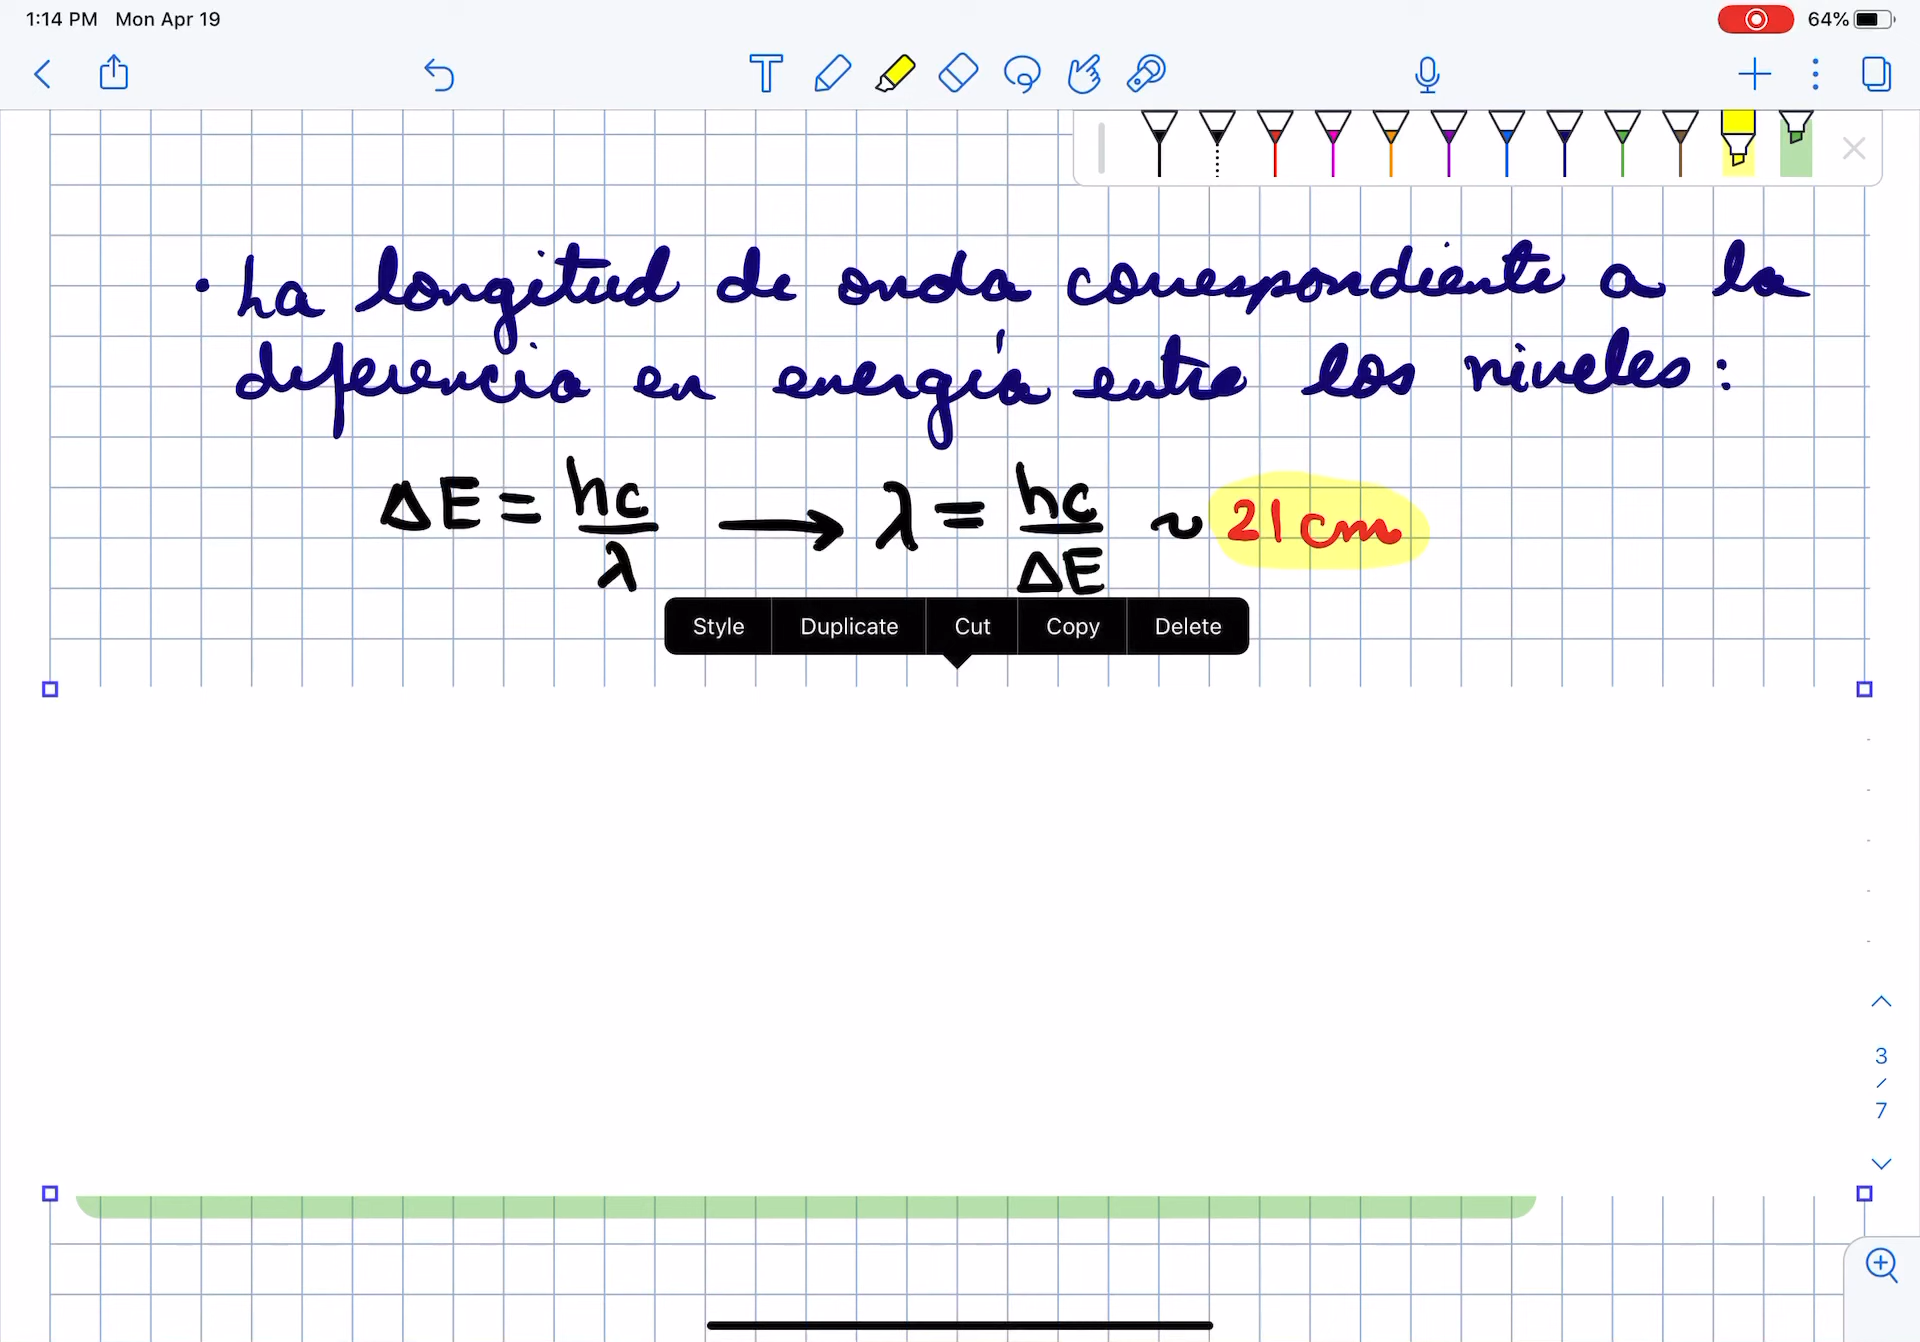 1:14 PM Mon Apr 19
64%
· La longitud de onda correspondiente a la
diferencia en energía entre los niveles:
ΔE = hc/λ → λ = hc/ΔE ~ 21 cm
Style Duplicate Cut Copy Delete
3
/
7